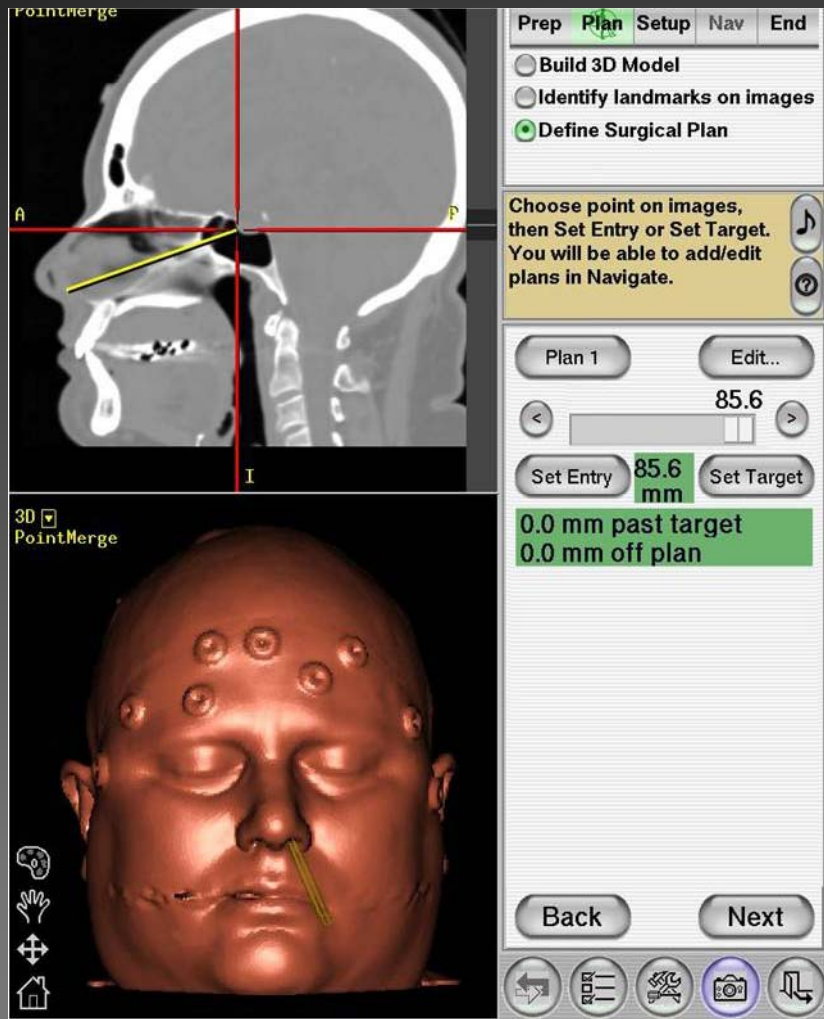 PointMerge
A
P
I
3D
PointMerge
Prep Plan Setup Nav End
Build 3D Model
Identify landmarks on images
Define Surgical Plan
Choose point on images,
then Set Entry or Set Target.
You will be able to add/edit
plans in Navigate.
Plan 1 Edit...
85.6
< >
Set Entry 85.6 mm Set Target
0.0 mm past target
0.0 mm off plan
Back Next